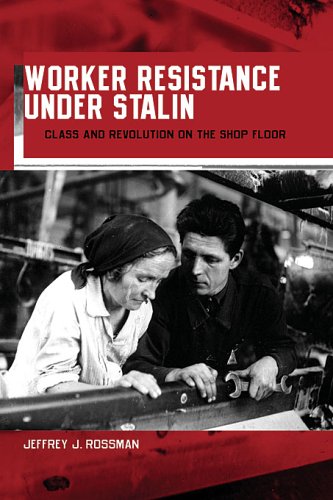 WORKER RESISTANCE
UNDER STALIN
CLASS AND REVOLUTION ON THE SHOP FLOOR
JEFFREY J. ROSSMAN